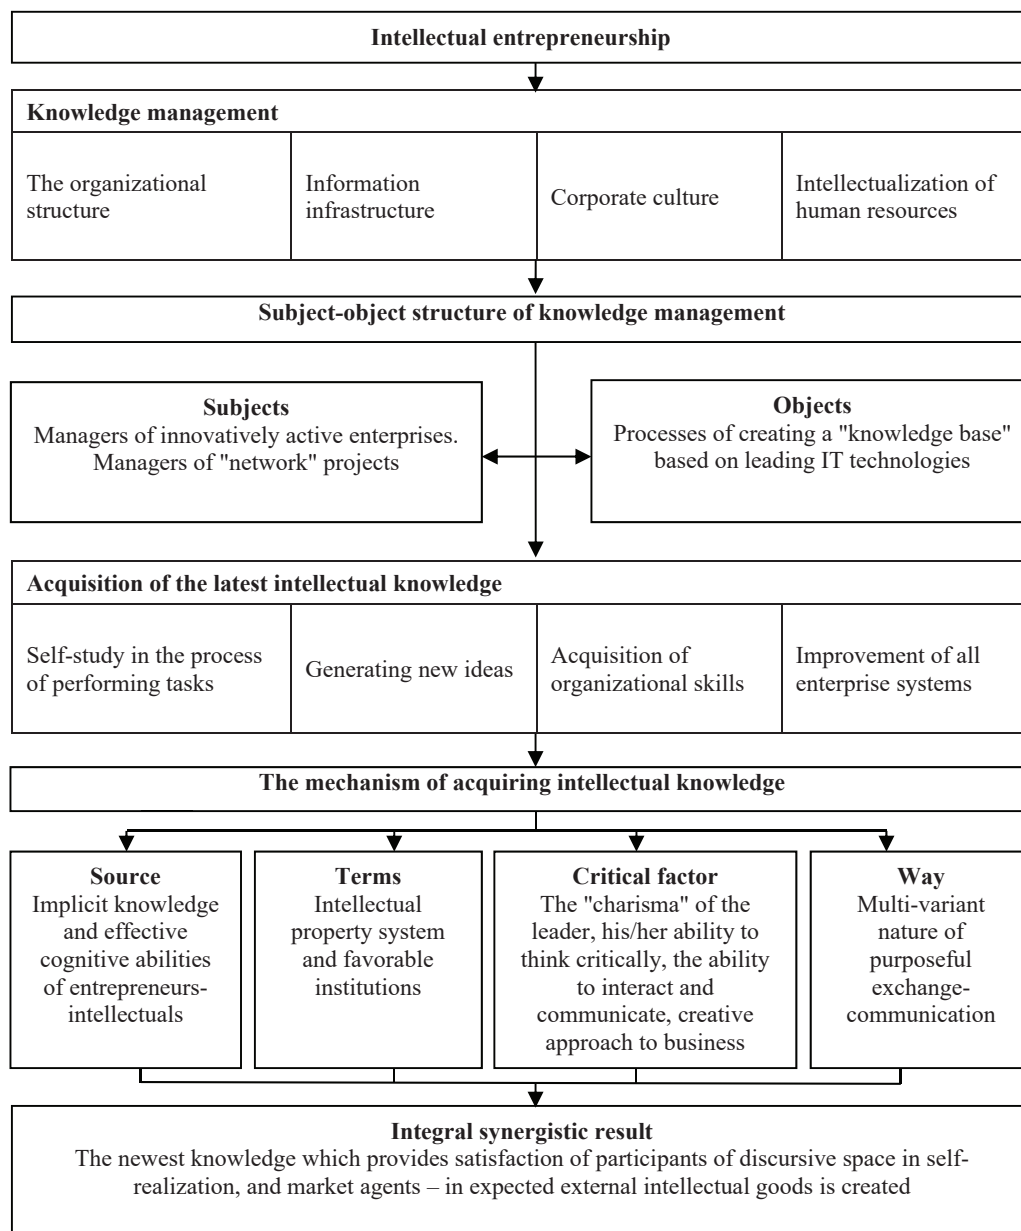 Intellectual entrepreneurship
Knowledge management
The organizational
structure
Information
infrastructure
Corporate culture
Intellectualization of
human resources
Subject-object structure of knowledge management
Subjects
Managers of innovatively active enterprises.
Managers of "network" projects
Objects
Processes of creating a "knowledge base"
based on leading IT technologies
Acquisition of the latest intellectual knowledge
Self-study in the process
of performing tasks
Generating new ideas
Acquisition of
organizational skills
Improvement of all
enterprise systems
The mechanism of acquiring intellectual knowledge
Source
Implicit knowledge
and effective
cognitive abilities
of entrepreneurs-
intellectuals
Terms
Intellectual
property system
and favorable
institutions
Critical factor
The "charisma" of the
leader, his/her ability to
think critically, the ability
to interact and
communicate, creative
approach to business
Way
Multi-variant
nature of
purposeful
exchange-
communication
Integral synergistic result
The newest knowledge which provides satisfaction of participants of discursive space in self-
realization, and market agents – in expected external intellectual goods is created